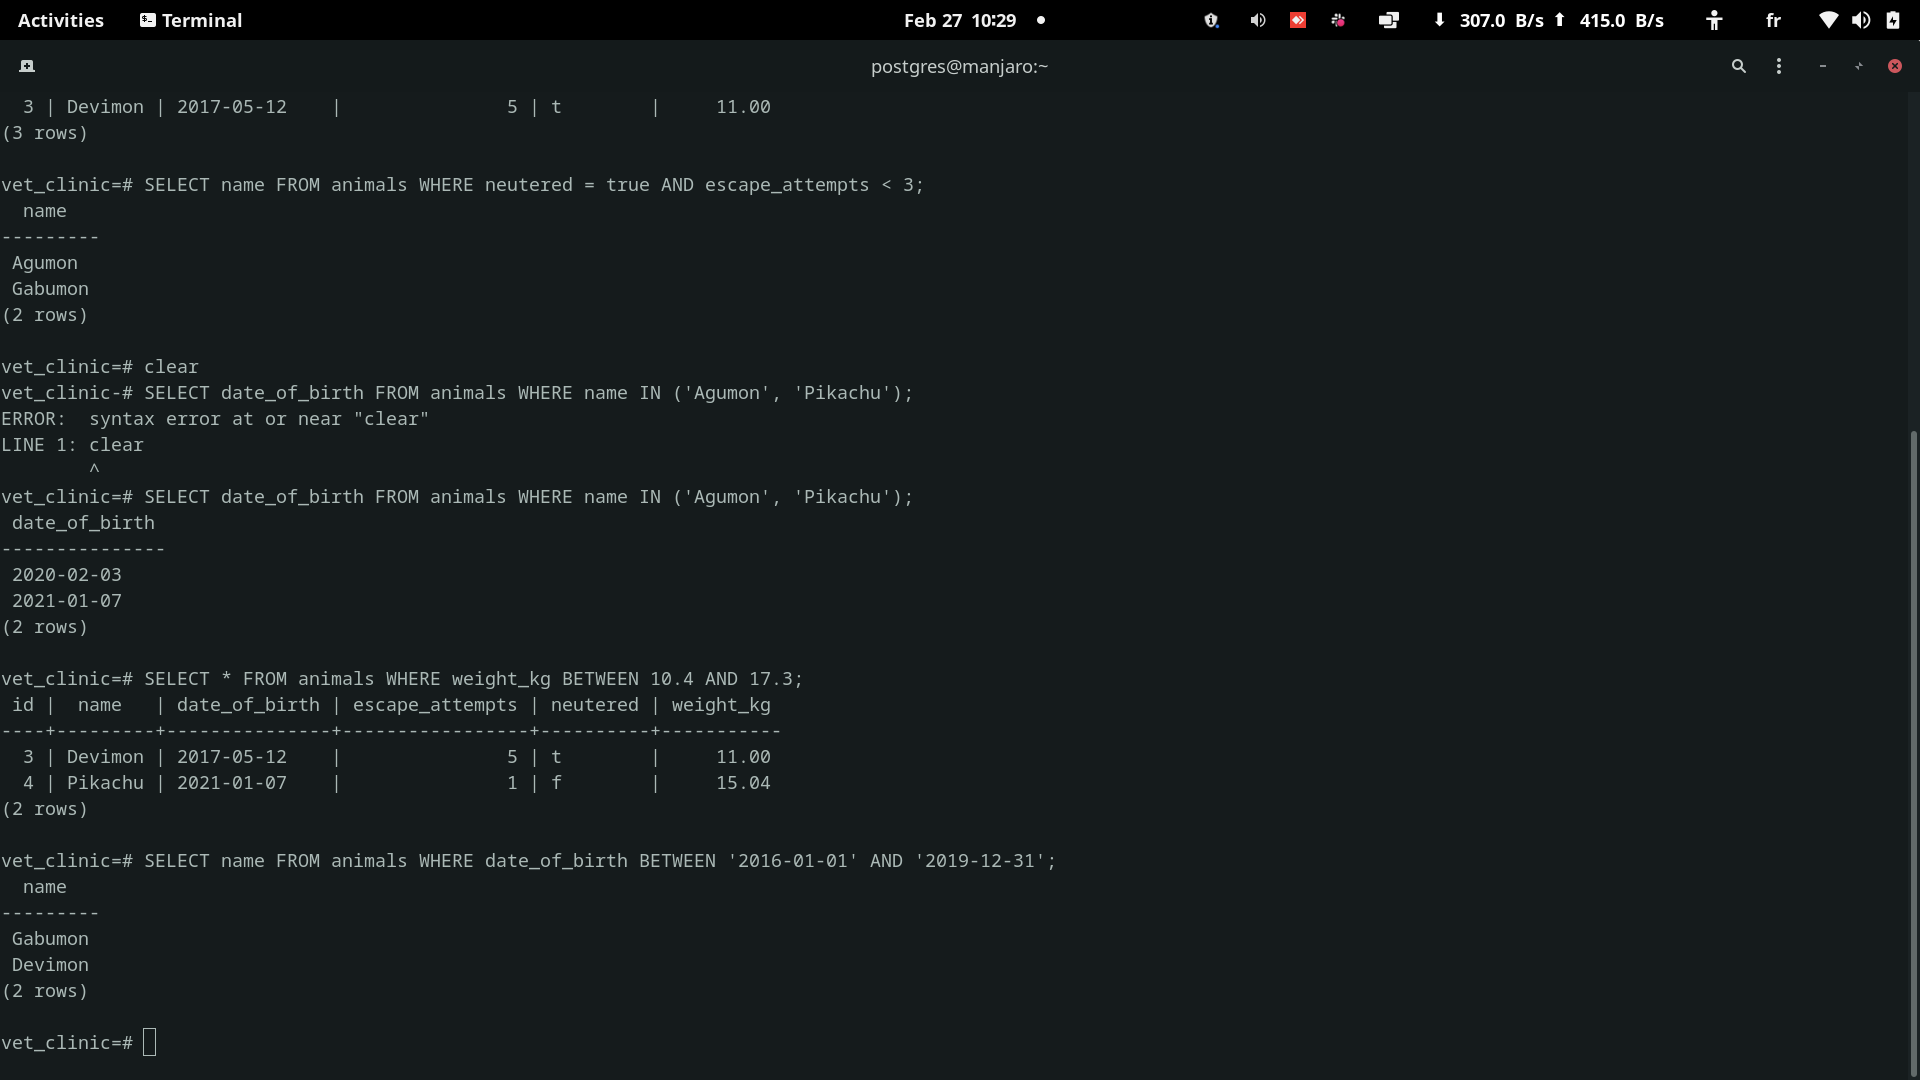 Activities Terminal Feb 27 10:29 307.0 B/s 415.0 B/s fr
postgres@manjaro:~
  3 | Devimon | 2017-05-12    |               5 | t        |     11.00
(3 rows)

vet_clinic=# SELECT name FROM animals WHERE neutered = true AND escape_attempts < 3;
  name
---------
 Agumon
 Gabumon
(2 rows)

vet_clinic=# clear
vet_clinic-# SELECT date_of_birth FROM animals WHERE name IN ('Agumon', 'Pikachu');
ERROR:  syntax error at or near "clear"
LINE 1: clear
        ^
vet_clinic=# SELECT date_of_birth FROM animals WHERE name IN ('Agumon', 'Pikachu');
 date_of_birth
---------------
 2020-02-03
 2021-01-07
(2 rows)

vet_clinic=# SELECT * FROM animals WHERE weight_kg BETWEEN 10.4 AND 17.3;
 id |  name   | date_of_birth | escape_attempts | neutered | weight_kg
----+---------+---------------+-----------------+----------+-----------
  3 | Devimon | 2017-05-12    |               5 | t        |     11.00
  4 | Pikachu | 2021-01-07    |               1 | f        |     15.04
(2 rows)

vet_clinic=# SELECT name FROM animals WHERE date_of_birth BETWEEN '2016-01-01' AND '2019-12-31';
  name
---------
 Gabumon
 Devimon
(2 rows)

vet_clinic=#